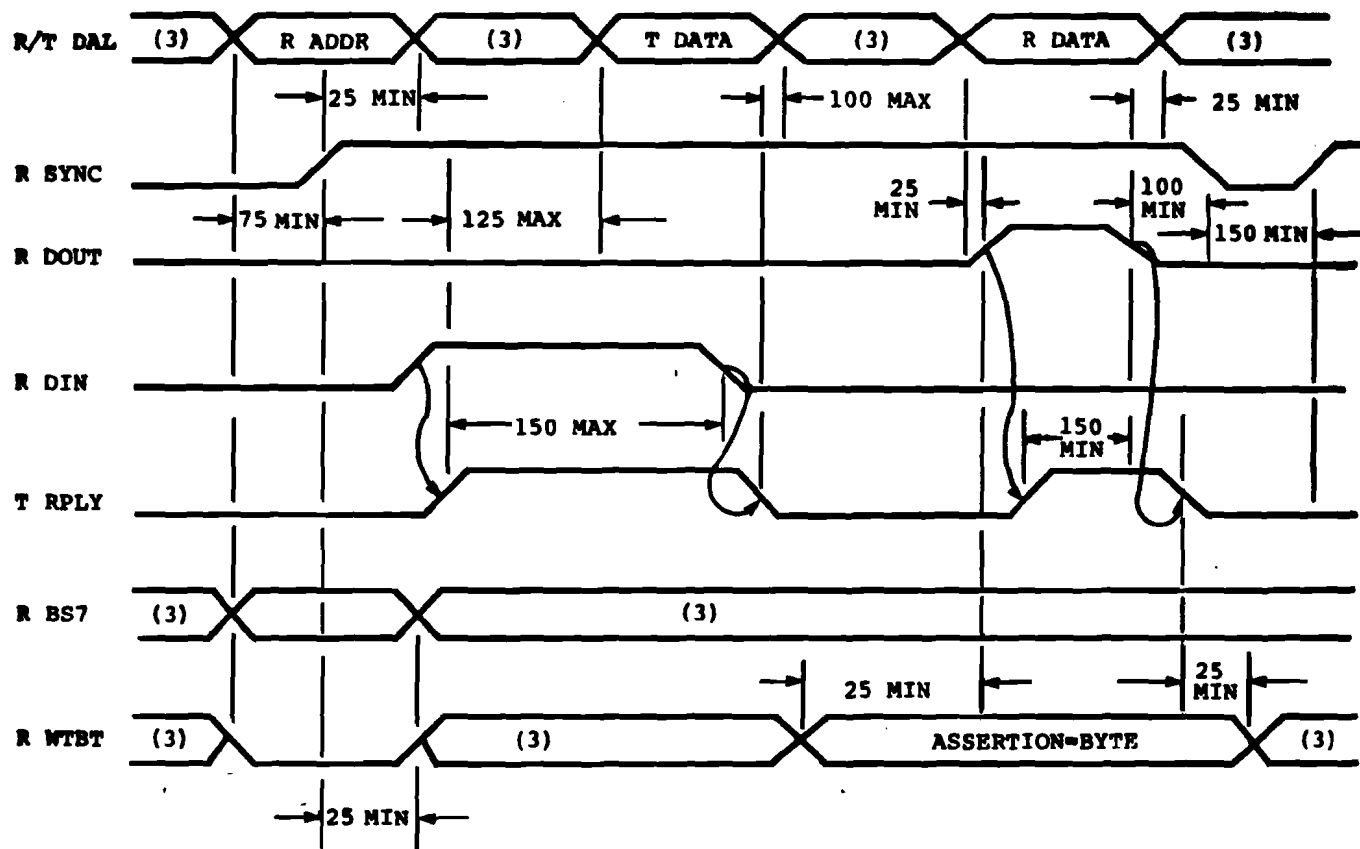 R/T DAL (3) R ADDR (3) T DATA (3) R DATA (3)
25 MIN 100 MAX 25 MIN
R SYNC
25 MIN
100 MIN
75 MIN 125 MAX 150 MIN
R DOUT
R DIN
150 MAX
150 MIN
T RPLY
R BS7 (3) (3)
25 MIN
25 MIN
R WTBT (3) (3) ASSERTION=BYTE (3)
25 MIN